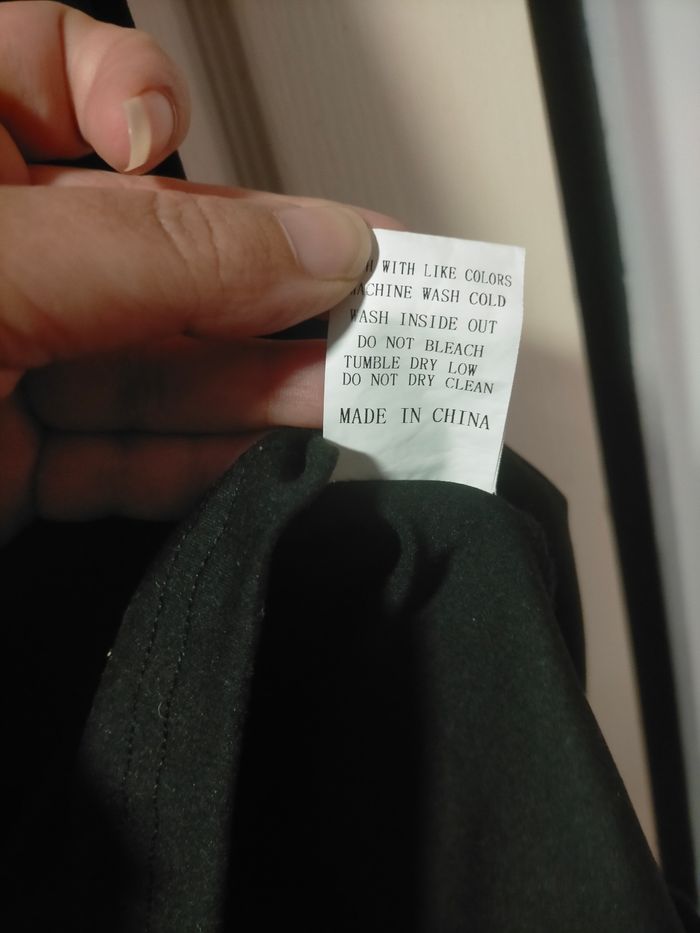 WITH LIKE COLORS
MACHINE WASH COLD
WASH INSIDE OUT
DO NOT BLEACH
TUMBLE DRY LOW
DO NOT DRY CLEAN
MADE IN CHINA